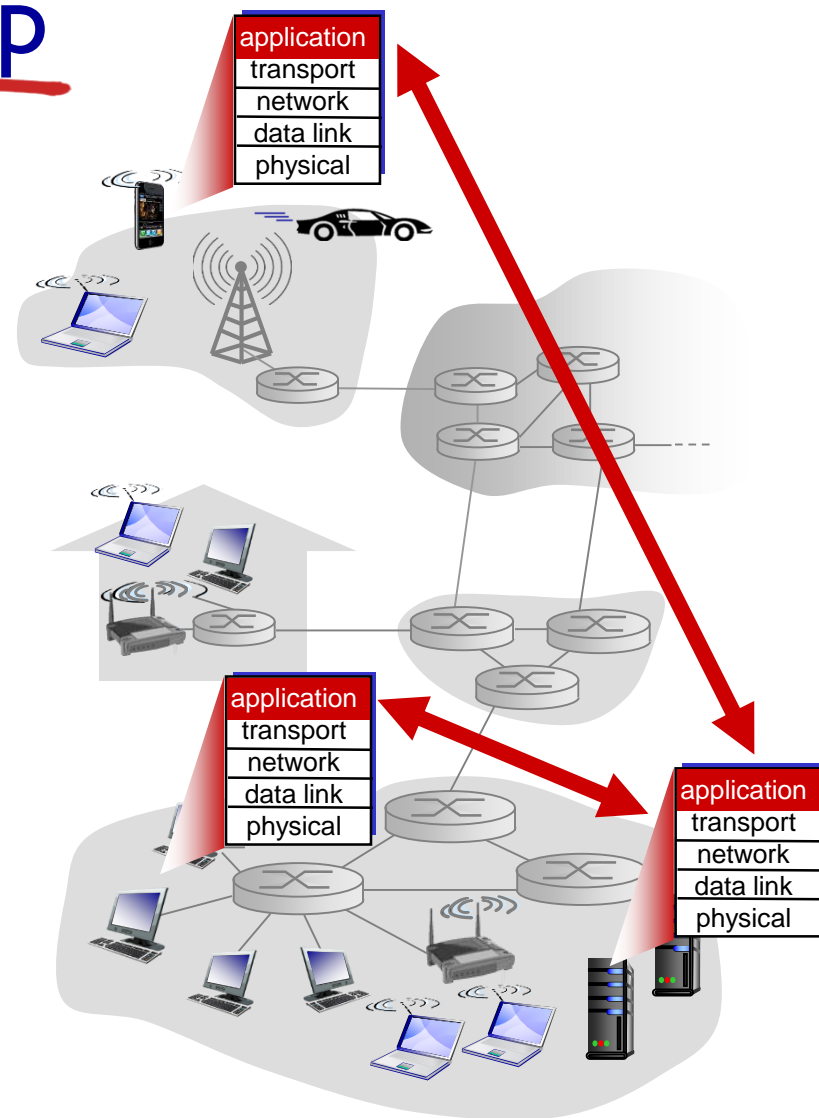 p
application
transport
network
data link
physical
application
transport
network
data link
physical
application
transport
network
data link
physical